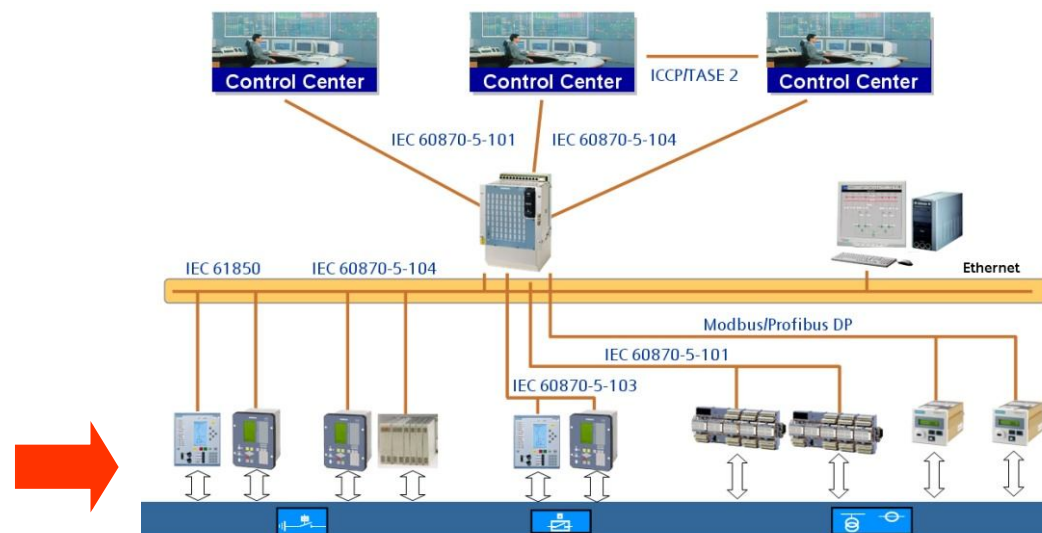 Control Center
Control Center
Control Center
ICCP/TASE 2
IEC 60870-5-101
IEC 60870-5-104
IEC 61850
IEC 60870-5-104
Ethernet
Modbus/Profibus DP
IEC 60870-5-101
IEC 60870-5-103